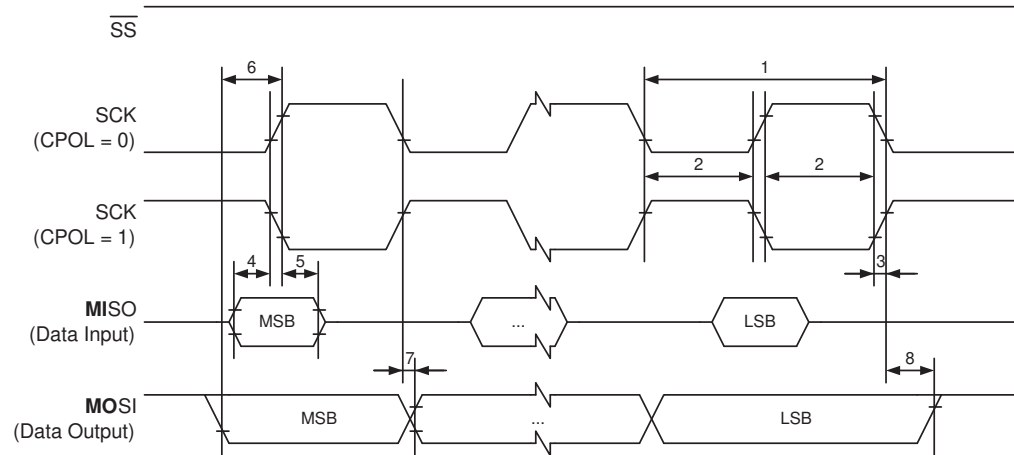 SS
6
1
SCK
(CPOL = 0)
2
2
SCK
(CPOL = 1)
4
5
3
MISO
(Data Input)
MSB
...
LSB
7
8
MOSI
(Data Output)
MSB
...
LSB